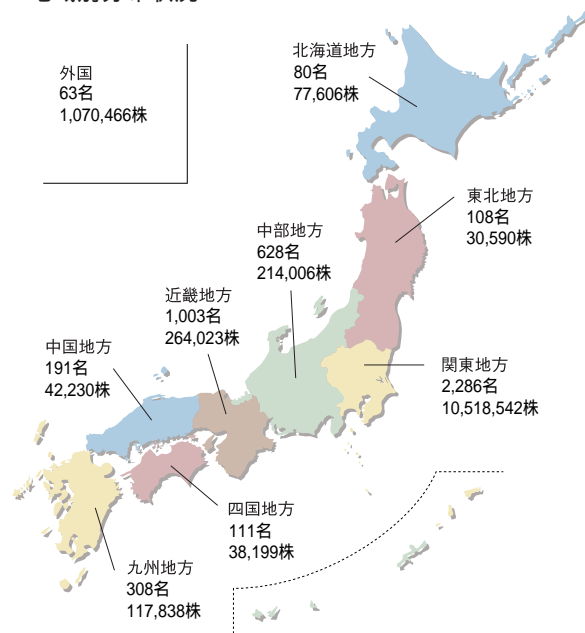 外国
63名
1,070,466株
北海道地方
80名
77,606株
東北地方
108名
30,590株
中部地方
628名
214,006株
近畿地方
1,003名
264,023株
中国地方
191名
42,230株
関東地方
2,286名
10,518,542株
四国地方
111名
38,199株
九州地方
308名
117,838株